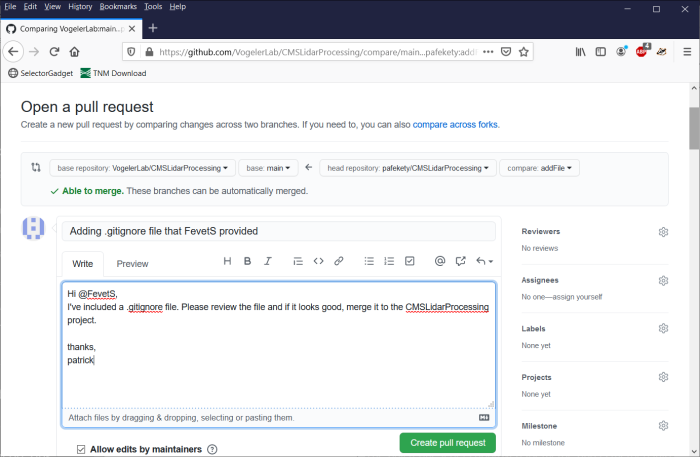 File Edit View History Bookmarks Tools Help
Comparing VogelerLab:main...
https://github.com/VogelerLab/CMSLidarProcessing/compare/main...pafekety:addF
4
ABP
SelectorGadget TNM Download
Open a pull request
Create a new pull request by comparing changes across two branches. If you need to, you can also compare across forks.
base repository: VogelerLab/CMSLidarProcessing base: main head repository: pafekety/CMSLidarProcessing compare: addFile
Able to merge. These branches can be automatically merged.
Adding .gitignore file that FevetS provided
Write Preview
H B I
Hi @FevetS,
I've included a .gitignore file. Please review the file and if it looks good, merge it to the CMSLidarProcessing
project.
thanks,
patrick
Attach files by dragging & dropping, selecting or pasting them.
Allow edits by maintainers
Create pull request
Reviewers
No reviews
Assignees
No one—assign yourself
Labels
None yet
Projects
None yet
Milestone
No milestone